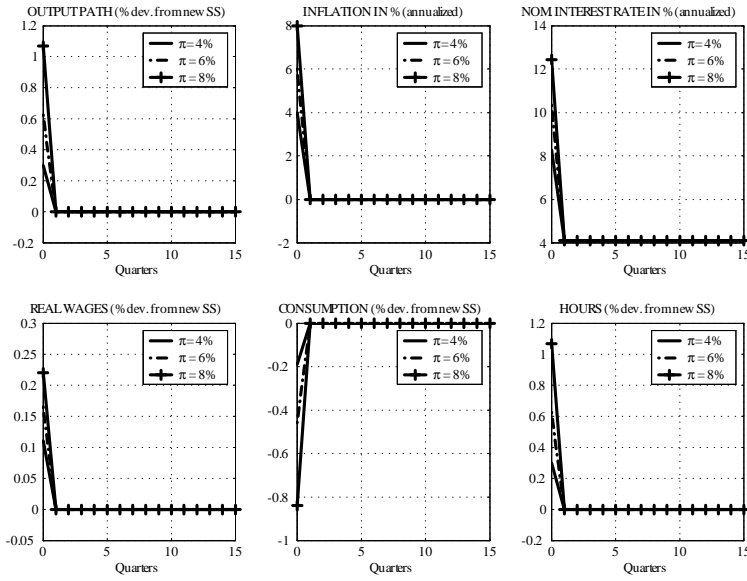 OUTPUT PATH (% dev. from new SS)
1.2
1
0.8
0.6
0.4
0.2
0
-0.2
0 5 10 15
Quarters
π = 4%
π = 6%
π = 8%
INFLATION IN % (annualized)
8
6
4
2
0
-2
0 5 10 15
Quarters
π = 4%
π = 6%
π = 8%
NOM INTEREST RATE IN % (annualized)
14
12
10
8
6
4
0 5 10 15
Quarters
π = 4%
π = 6%
π = 8%
REAL WAGES (% dev. from new SS)
0.3
0.25
0.2
0.15
0.1
0.05
0
-0.05
0 5 10 15
Quarters
π = 4%
π = 6%
π = 8%
CONSUMPTION (% dev. from new SS)
0
-0.2
-0.4
-0.6
-0.8
-1
0 5 10 15
Quarters
π = 4%
π = 6%
π = 8%
HOURS (% dev. from new SS)
1.2
1
0.8
0.6
0.4
0.2
0
-0.2
0 5 10 15
Quarters
π = 4%
π = 6%
π = 8%